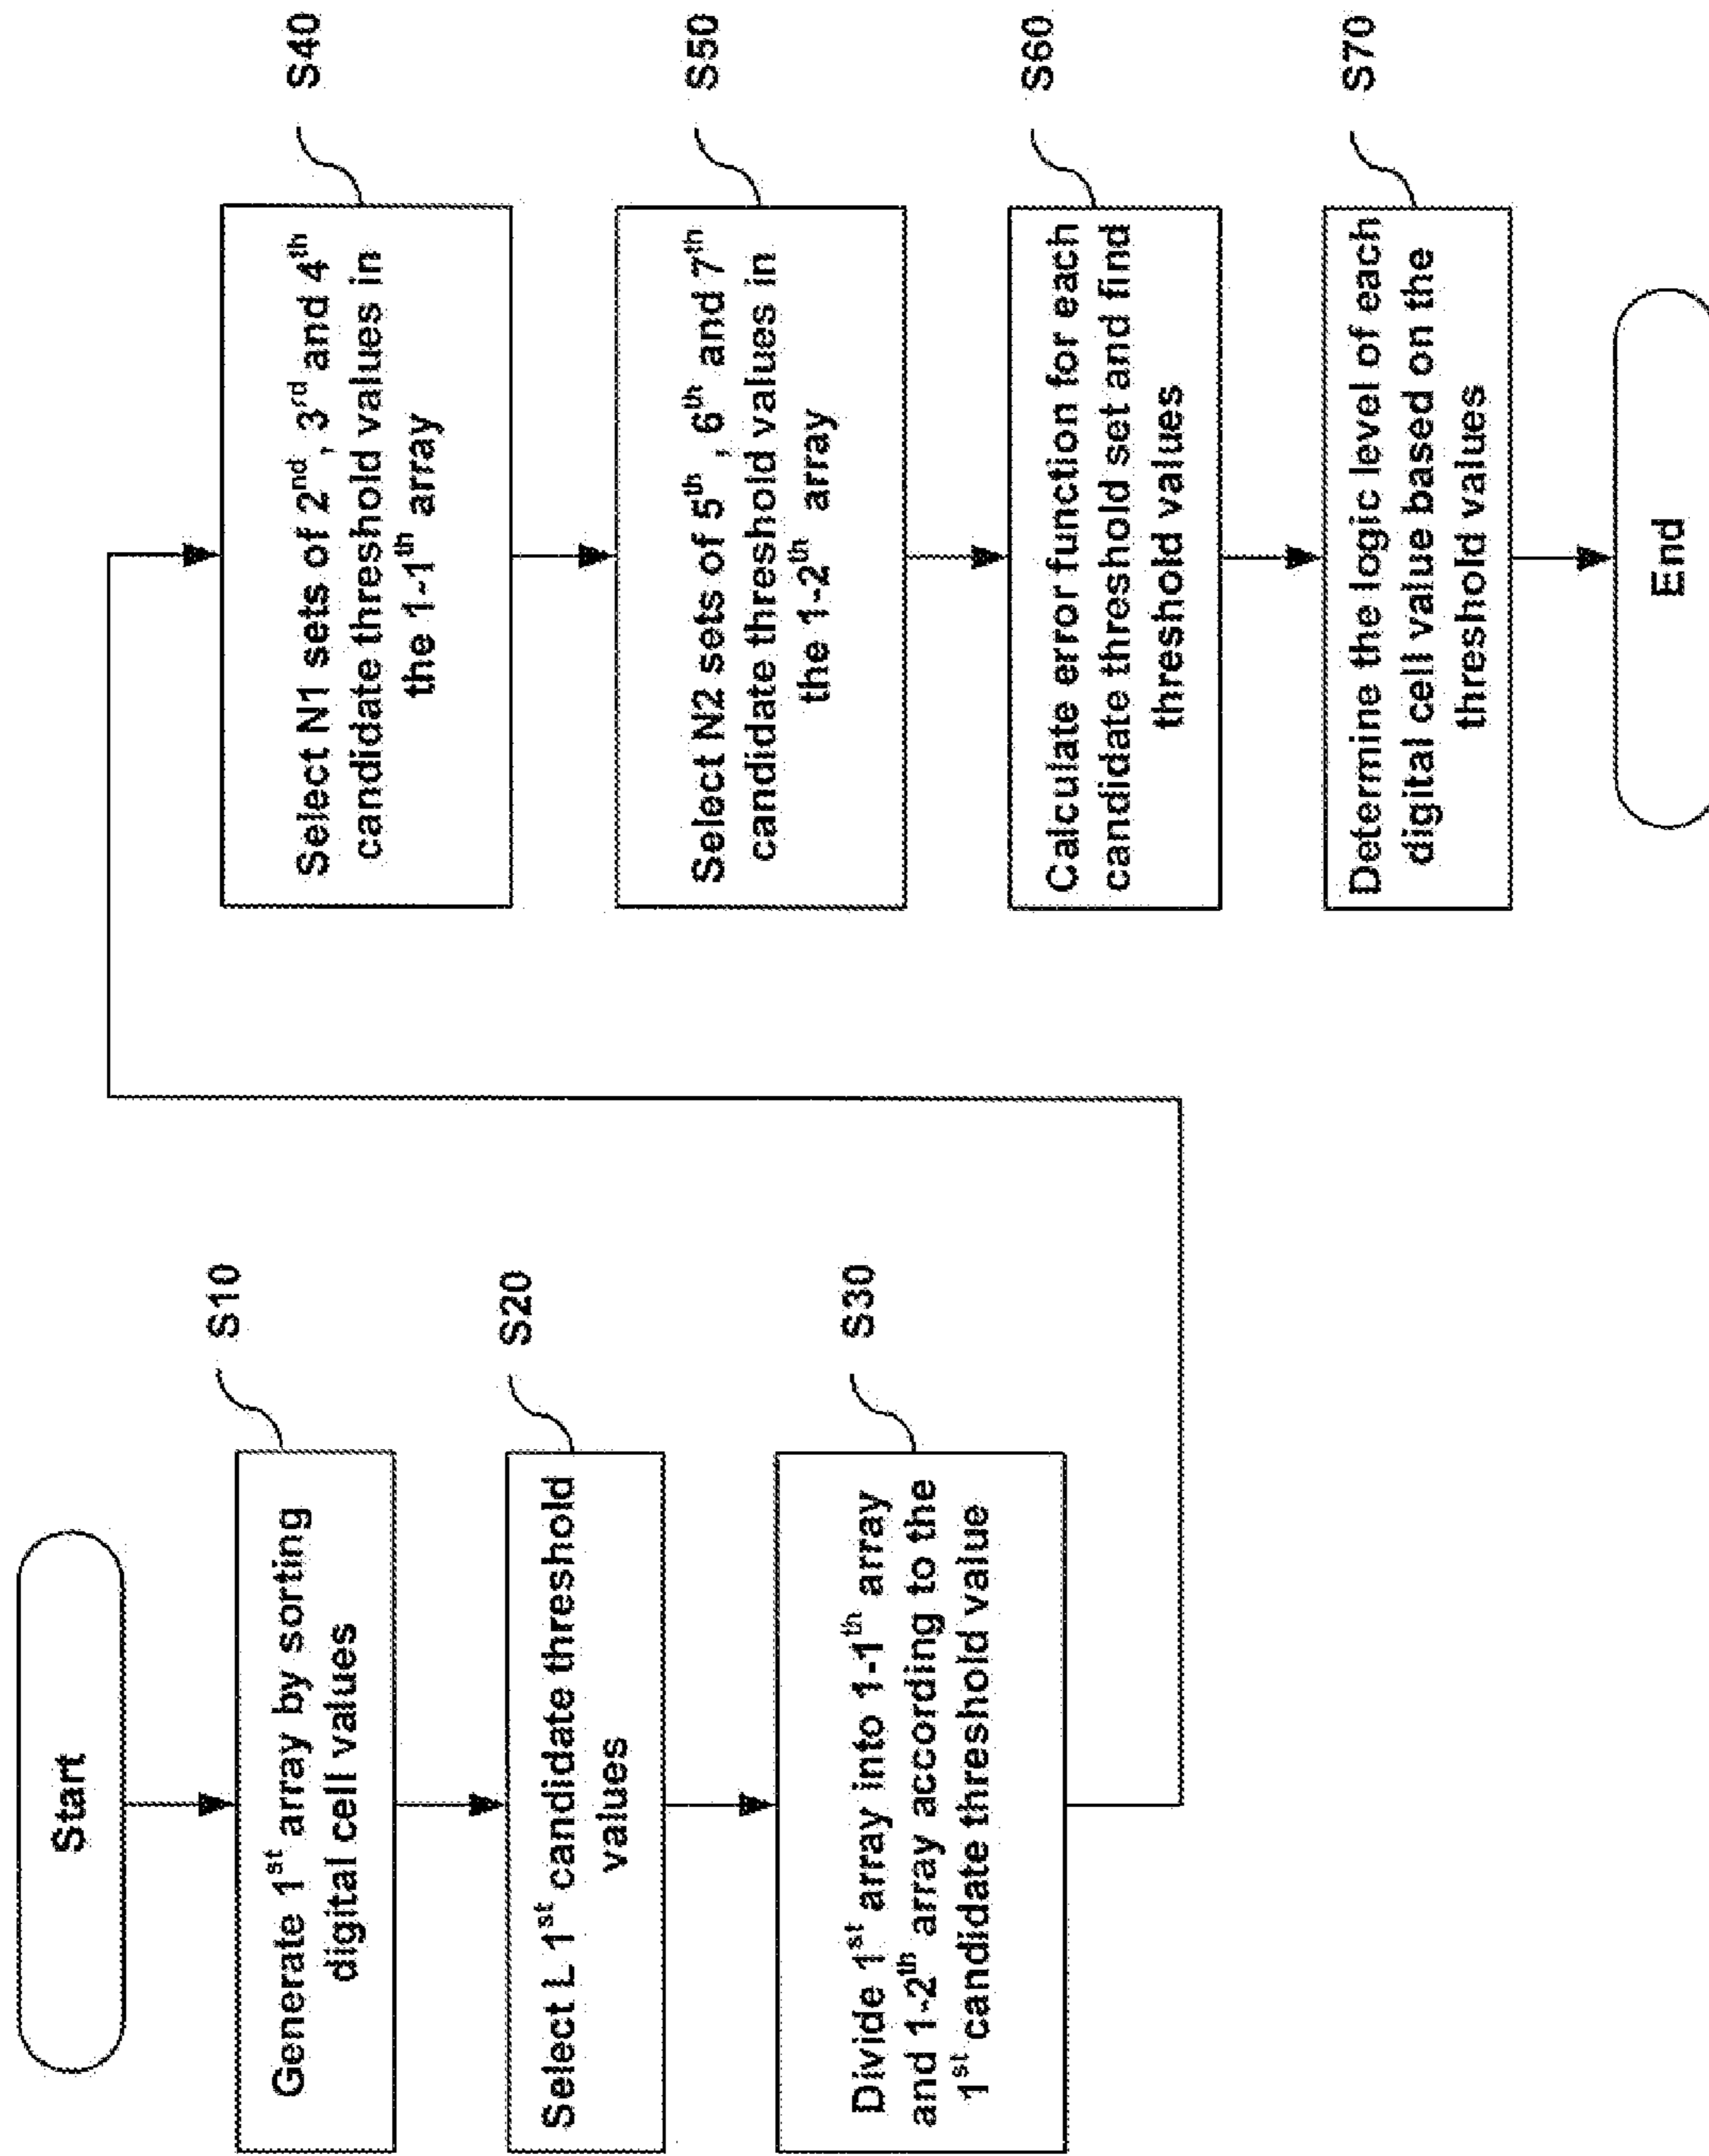 Start
S10
Generate 1st array by sorting
digital cell values
S20
Select L 1st candidate threshold
values
S30
Divide 1st array into 1-1th array
and 1-2th array according to the
1st candidate threshold value
S40
Select N1 sets of 2nd, 3rd and 4th
candidate threshold values in
the 1-1th array
S50
Select N2 sets of 5th, 6th and 7th
candidate threshold values in
the 1-2th array
S60
Calculate error function for each
candidate threshold set and find
threshold values
S70
Determine the logic level of each
digital cell value based on the
threshold values
End